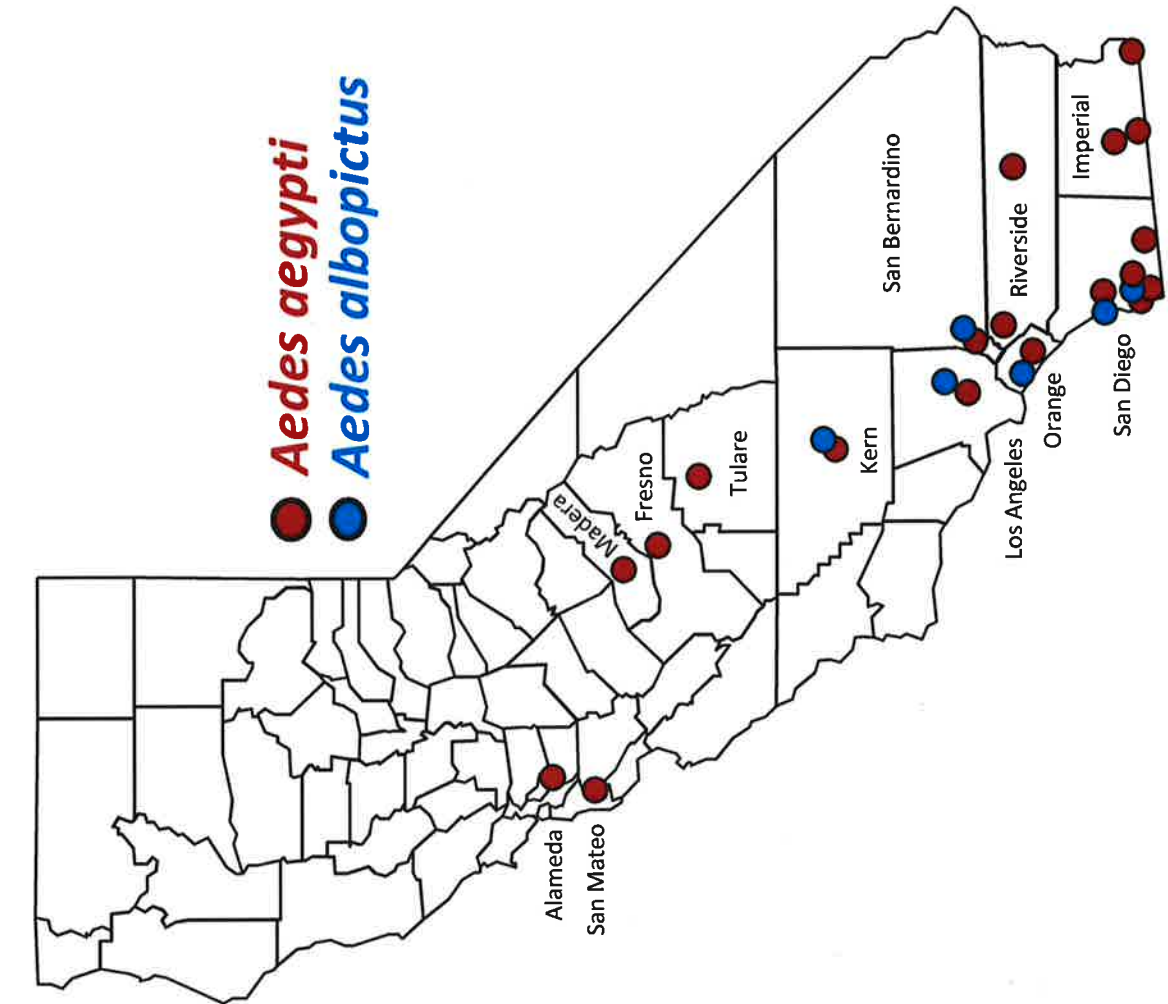 Aedes aegypti
Aedes albopictus
Alameda
San Mateo
Madera
Fresno
Tulare
Kern
San Bernardino
Los Angeles
Orange
Riverside
San Diego
Imperial